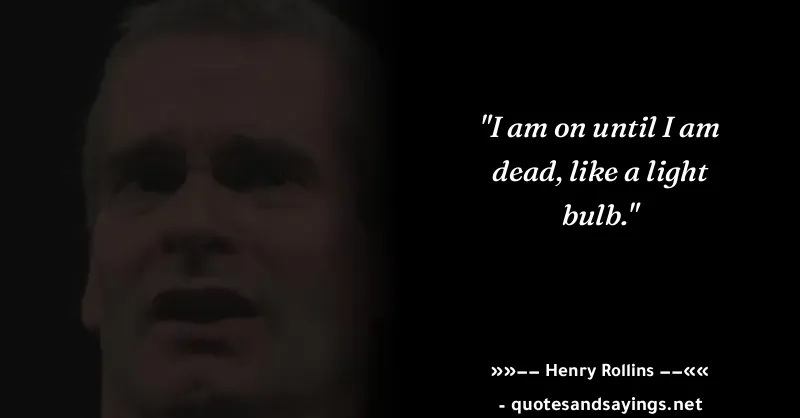 "I am on until I am
dead, like a light
bulb."
»»−− Henry Rollins −−««
- quotesandsayings.net